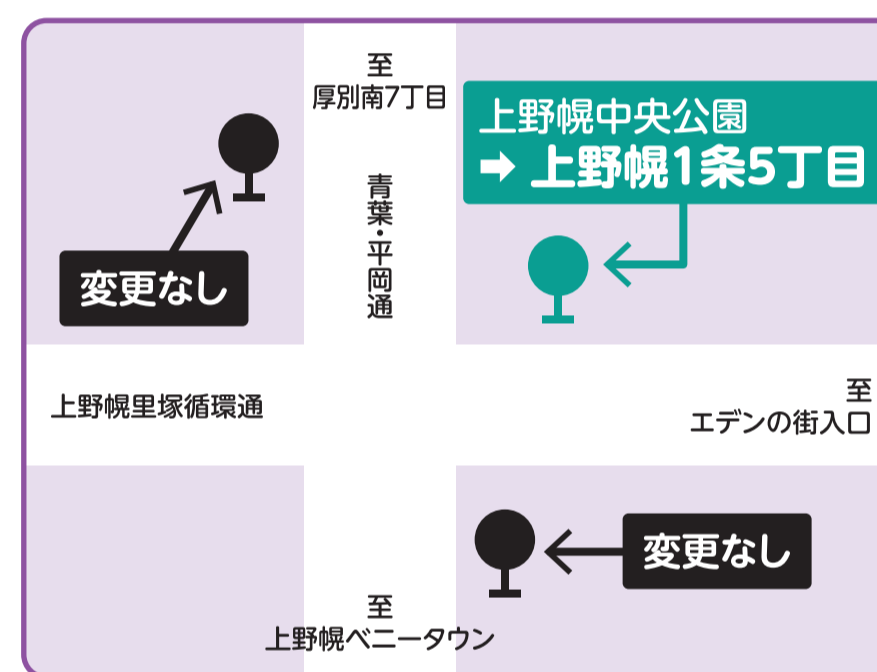 至
厚別南7丁目
上野幌中央公園
➡ 上野幌1条5丁目
青葉・平岡通
変更なし
上野幌里塚循環通
至
エデンの街入口
変更なし
至
上野幌ベニータウン